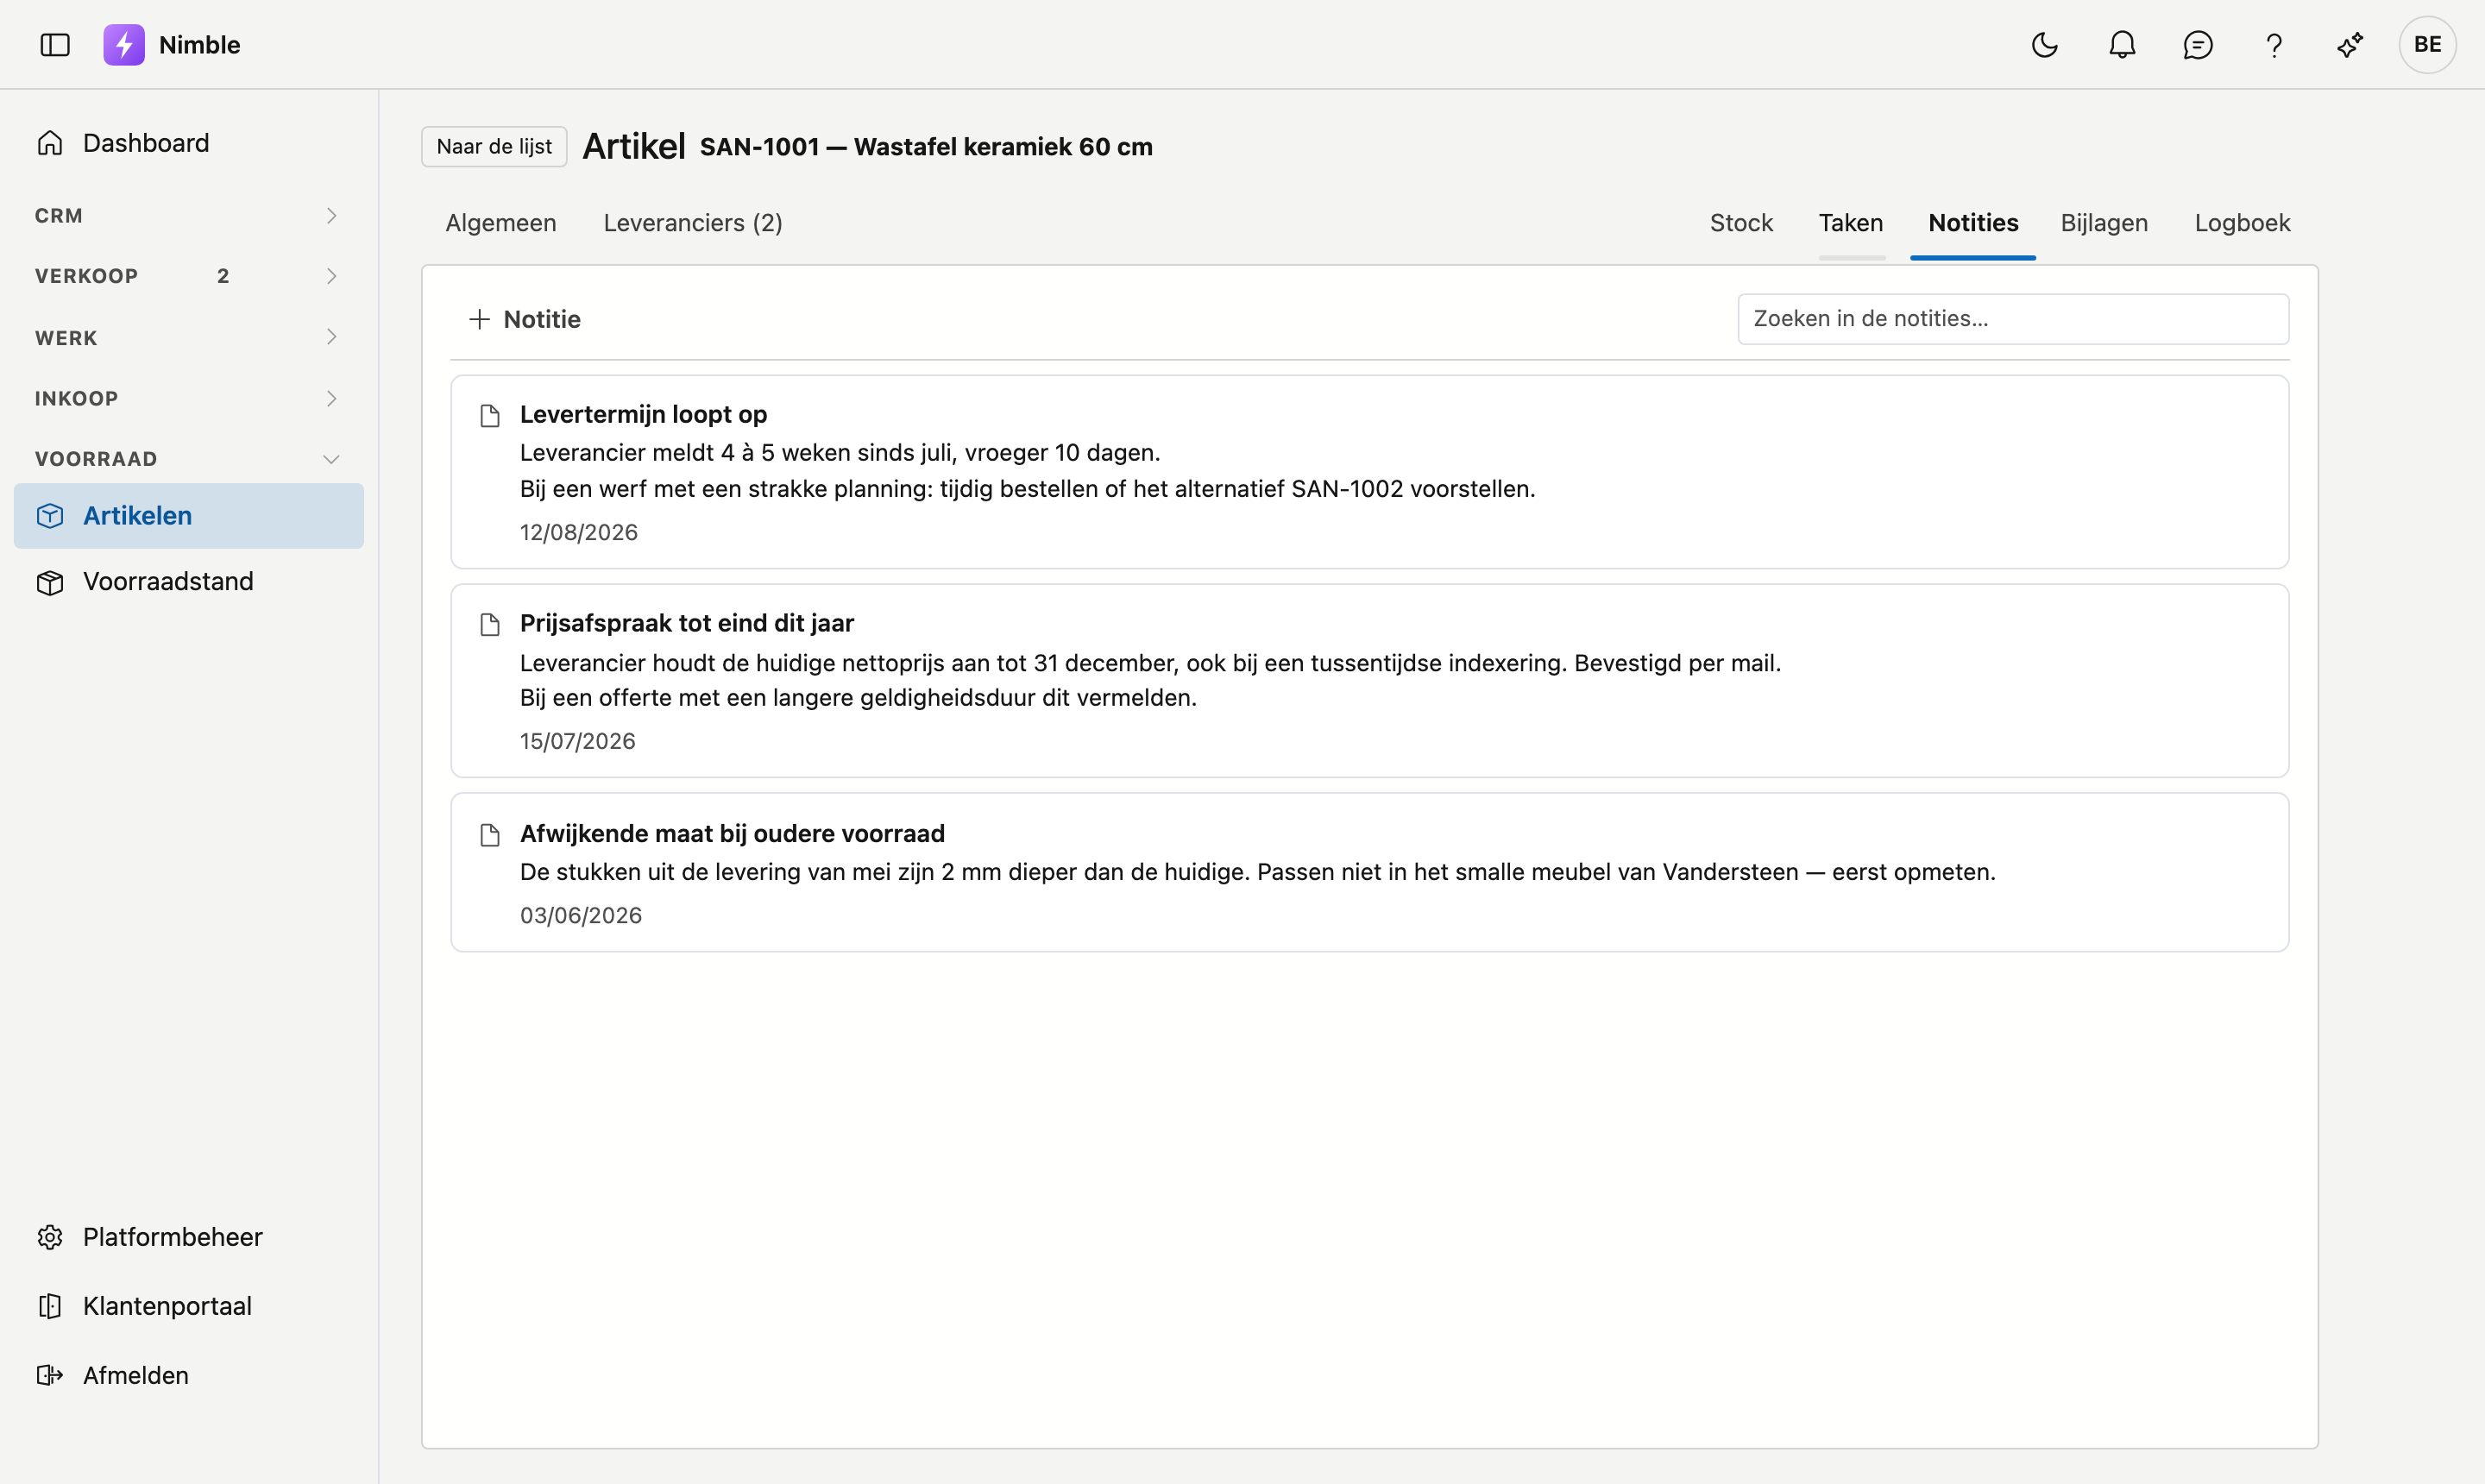 Nimble
BE
Dashboard
CRM
VERKOOP 2
WERK
INKOOP
VOORRAAD
Artikelen
Voorraadstand
Platformbeheer
Klantenportaal
Afmelden
Naar de lijst Artikel SAN-1001 — Wastafel keramiek 60 cm
Algemeen Leveranciers (2) Stock Taken Notities Bijlagen Logboek
Notitie Zoeken in de notities...
Levertermijn loopt op
Leverancier meldt 4 à 5 weken sinds juli, vroeger 10 dagen.
Bij een werf met een strakke planning: tijdig bestellen of het alternatief SAN-1002 voorstellen.
12/08/2026
Prijsafspraak tot eind dit jaar
Leverancier houdt de huidige nettoprijs aan tot 31 december, ook bij een tussentijdse indexering. Bevestigd per mail.
Bij een offerte met een langere geldigheidsduur dit vermelden.
15/07/2026
Afwijkende maat bij oudere voorraad
De stukken uit de levering van mei zijn 2 mm dieper dan de huidige. Passen niet in het smalle meubel van Vandersteen — eerst opmeten.
03/06/2026